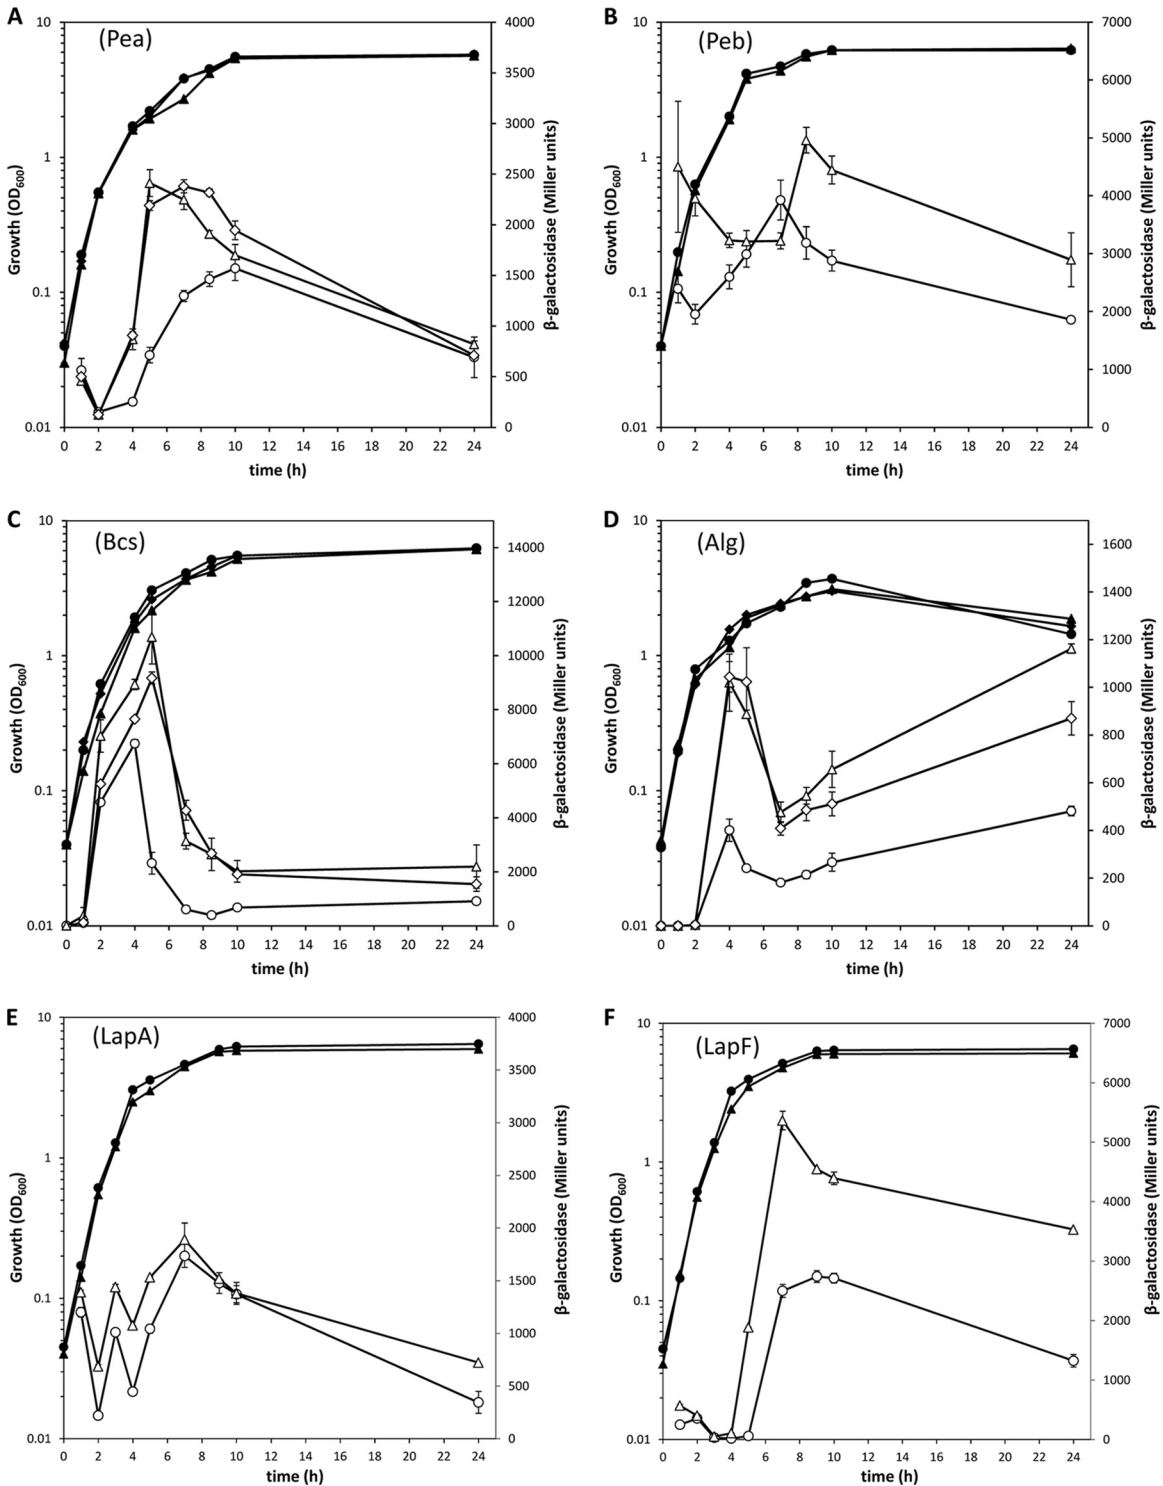 A
(Pea)
10
1
0.1
0.01
Growth (OD600)
4000
3500
3000
2500
2000
1500
1000
500
0
β-galactosidase (Miller units)
0 2 4 6 8 10 12 14 16 18 20 22 24
time (h)
B
(Peb)
10
1
0.1
0.01
Growth (OD600)
7000
6000
5000
4000
3000
2000
1000
0
β-galactosidase (Miller units)
0 2 4 6 8 10 12 14 16 18 20 22 24
time (h)
C
(Bcs)
10
1
0.1
0.01
Growth (OD600)
14000
12000
10000
8000
6000
4000
2000
0
β-galactosidase (Miller units)
0 2 4 6 8 10 12 14 16 18 20 22 24
time (h)
D
(Alg)
10
1
0.1
0.01
Growth (OD600)
1600
1400
1200
1000
800
600
400
200
0
β-galactosidase (Miller units)
0 2 4 6 8 10 12 14 16 18 20 22 24
time (h)
E
(LapA)
10
1
0.1
0.01
Growth (OD600)
4000
3500
3000
2500
2000
1500
1000
500
0
β-galactosidase (Miller units)
0 2 4 6 8 10 12 14 16 18 20 22 24
time (h)
F
(LapF)
10
1
0.1
0.01
Growth (OD600)
7000
6000
5000
4000
3000
2000
1000
0
β-galactosidase (Miller units)
0 2 4 6 8 10 12 14 16 18 20 22 24
time (h)